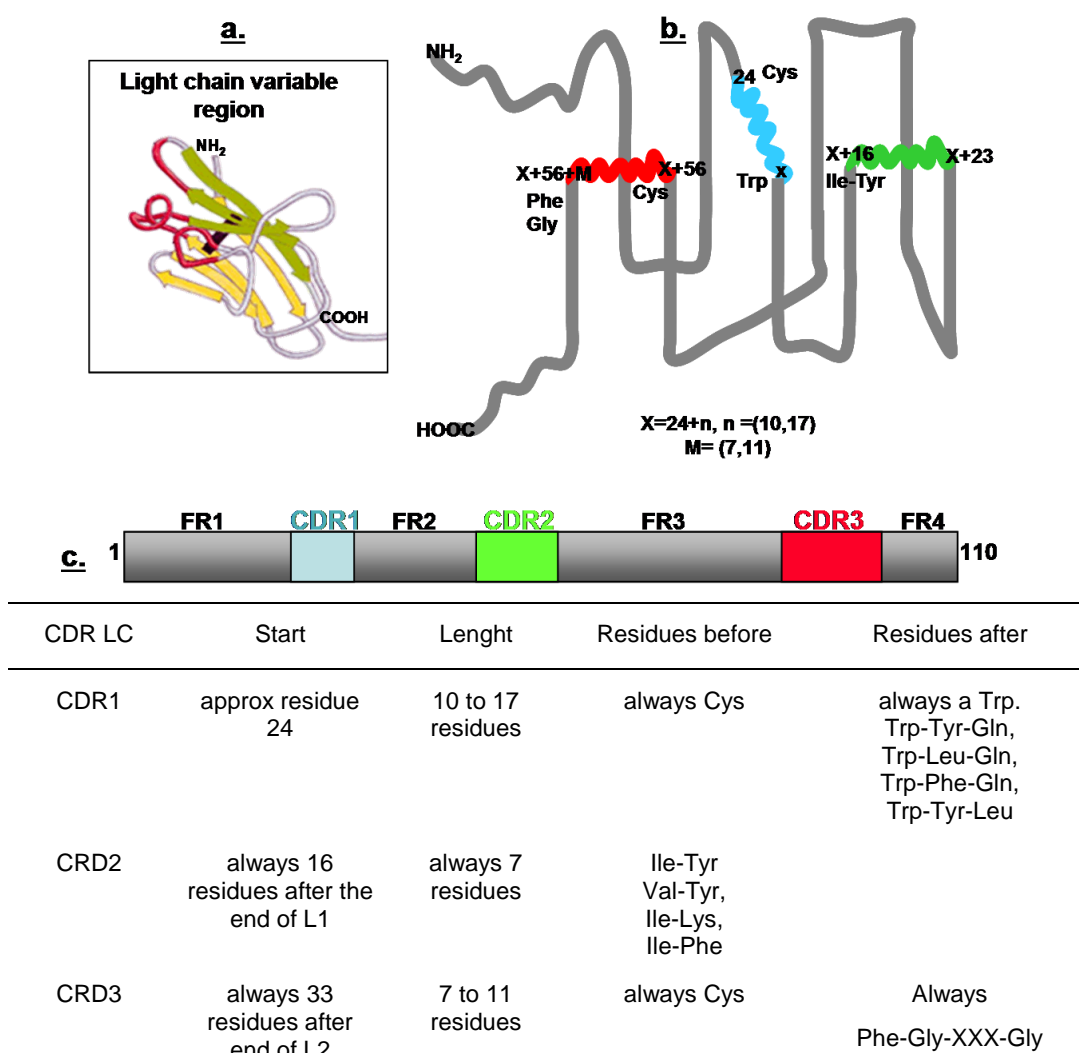 a.
Light chain variable
region
NH2
COOH
b.
NH2
24 Cys
X+56+M
X+56
Phe
Gly
Cys
Trp
x
X+16
Ile-Tyr
X+23
HOOC
X=24+n, n =(10,17)
M= (7,11)
FR1 CDR1 FR2 CDR2 FR3 CDR3 FR4
c. 1 110
CDR LC Start Lenght Residues before Residues after
CDR1 approx residue 10 to 17 always Cys always a Trp.
24 residues Trp-Tyr-Gln,
Trp-Leu-Gln,
Trp-Phe-Gln,
Trp-Tyr-Leu
CRD2 always 16 always 7 Ile-Tyr
residues after the residues Val-Tyr,
end of L1 Ile-Lys,
Ile-Phe
CRD3 always 33 7 to 11 always Cys Always
residues after residues Phe-Gly-XXX-Gly
end of L2